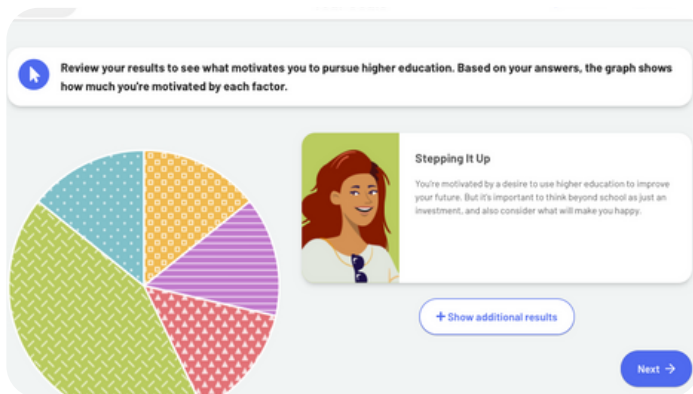 Review your results to see what motivates you to pursue higher education. Based on your answers, the graph shows
how much you're motivated by each factor.
Stepping It Up
You're motivated by a desire to use higher education to improve
your future. But it's important to think beyond school as just an
investment, and also consider what will make you happy.
+ Show additional results
Next →